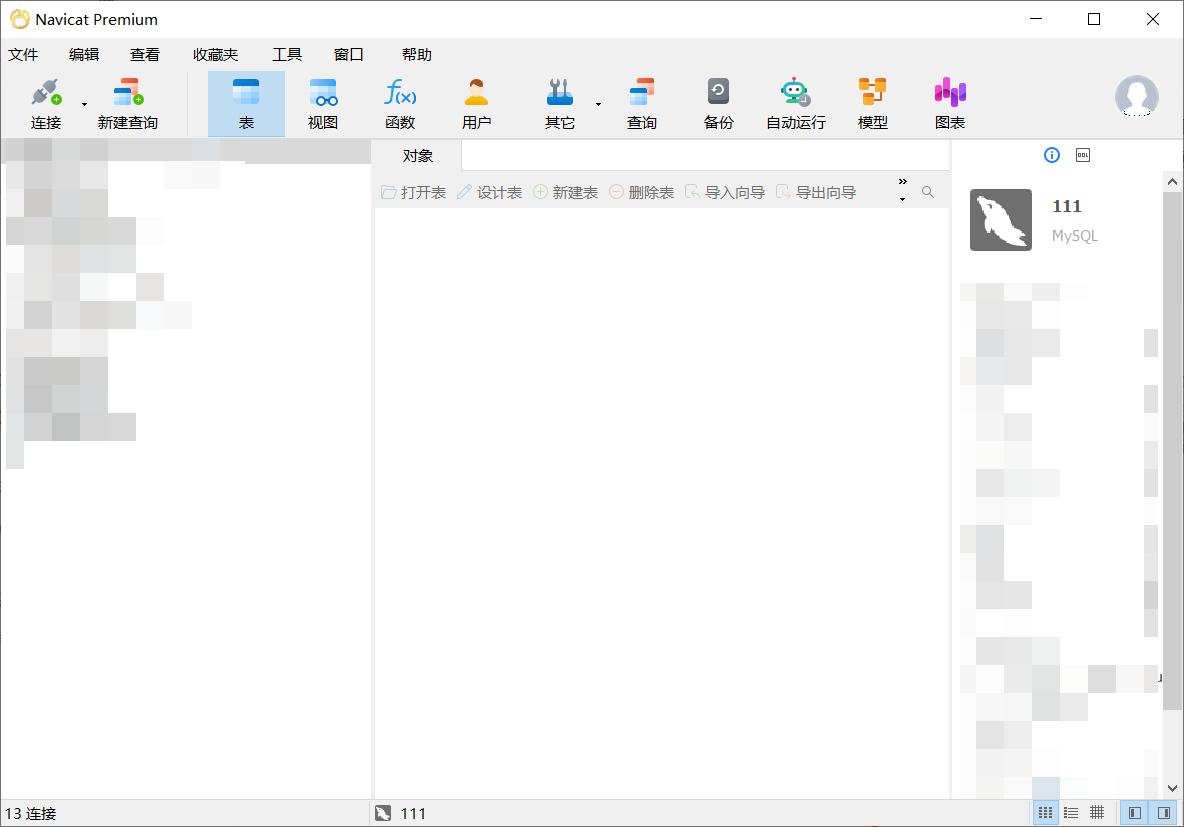 Navicat Premium
文件 编辑 查看 收藏夹 工具 窗口 帮助
连接 新建查询 表 视图 函数 用户 其它 查询 备份 自动运行 模型 图表
f(x)
对象
DDL
打开表 设计表 新建表 删除表 导入向导 导出向导 »
111
MySQL
13 连接 111